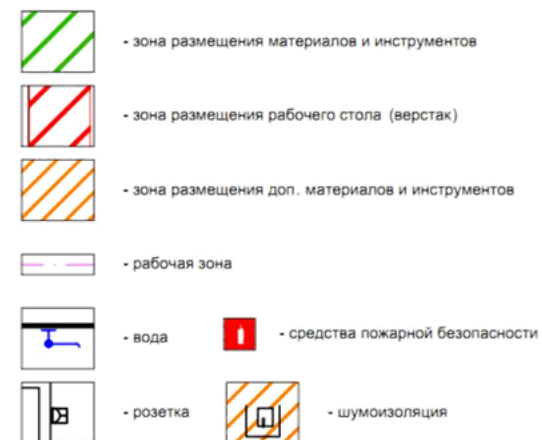 - зона размещения материалов и инструментов
- зона размещения рабочего стола (верстак)
- зона размещения доп. материалов и инструментов
- рабочая зона
- вода
- средства пожарной безопасности
- розетка
- шумоизоляция